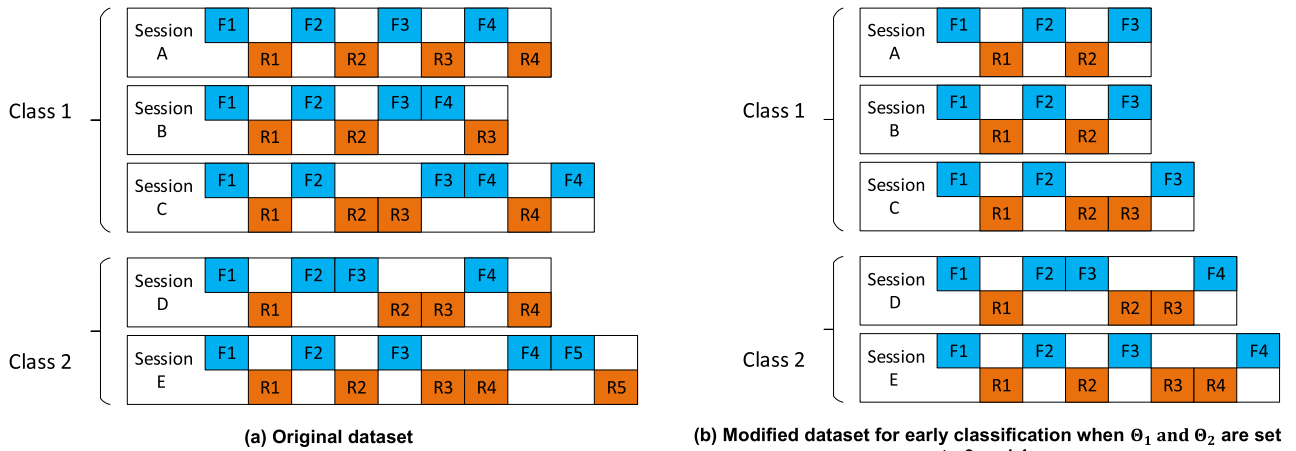 Class 1
Session A
F1 F2 F3 F4
R1 R2 R3 R4
Session B
F1 F2 F3 F4
R1 R2 R3
Session C
F1 F2 F3 F4 F4
R1 R2 R3 R4
Class 2
Session D
F1 F2 F3 F4
R1 R2 R3 R4
Session E
F1 F2 F3 F4 F5
R1 R2 R3 R4 R5
(a) Original dataset
Class 1
Session A
F1 F2 F3
R1 R2
Session B
F1 F2 F3
R1 R2
Session C
F1 F2 F3
R1 R2 R3
Class 2
Session D
F1 F2 F3 F4
R1 R2 R3
Session E
F1 F2 F3 F4
R1 R2 R3 R4
(b) Modified dataset for early classification when Θ₁ and Θ₂ are set